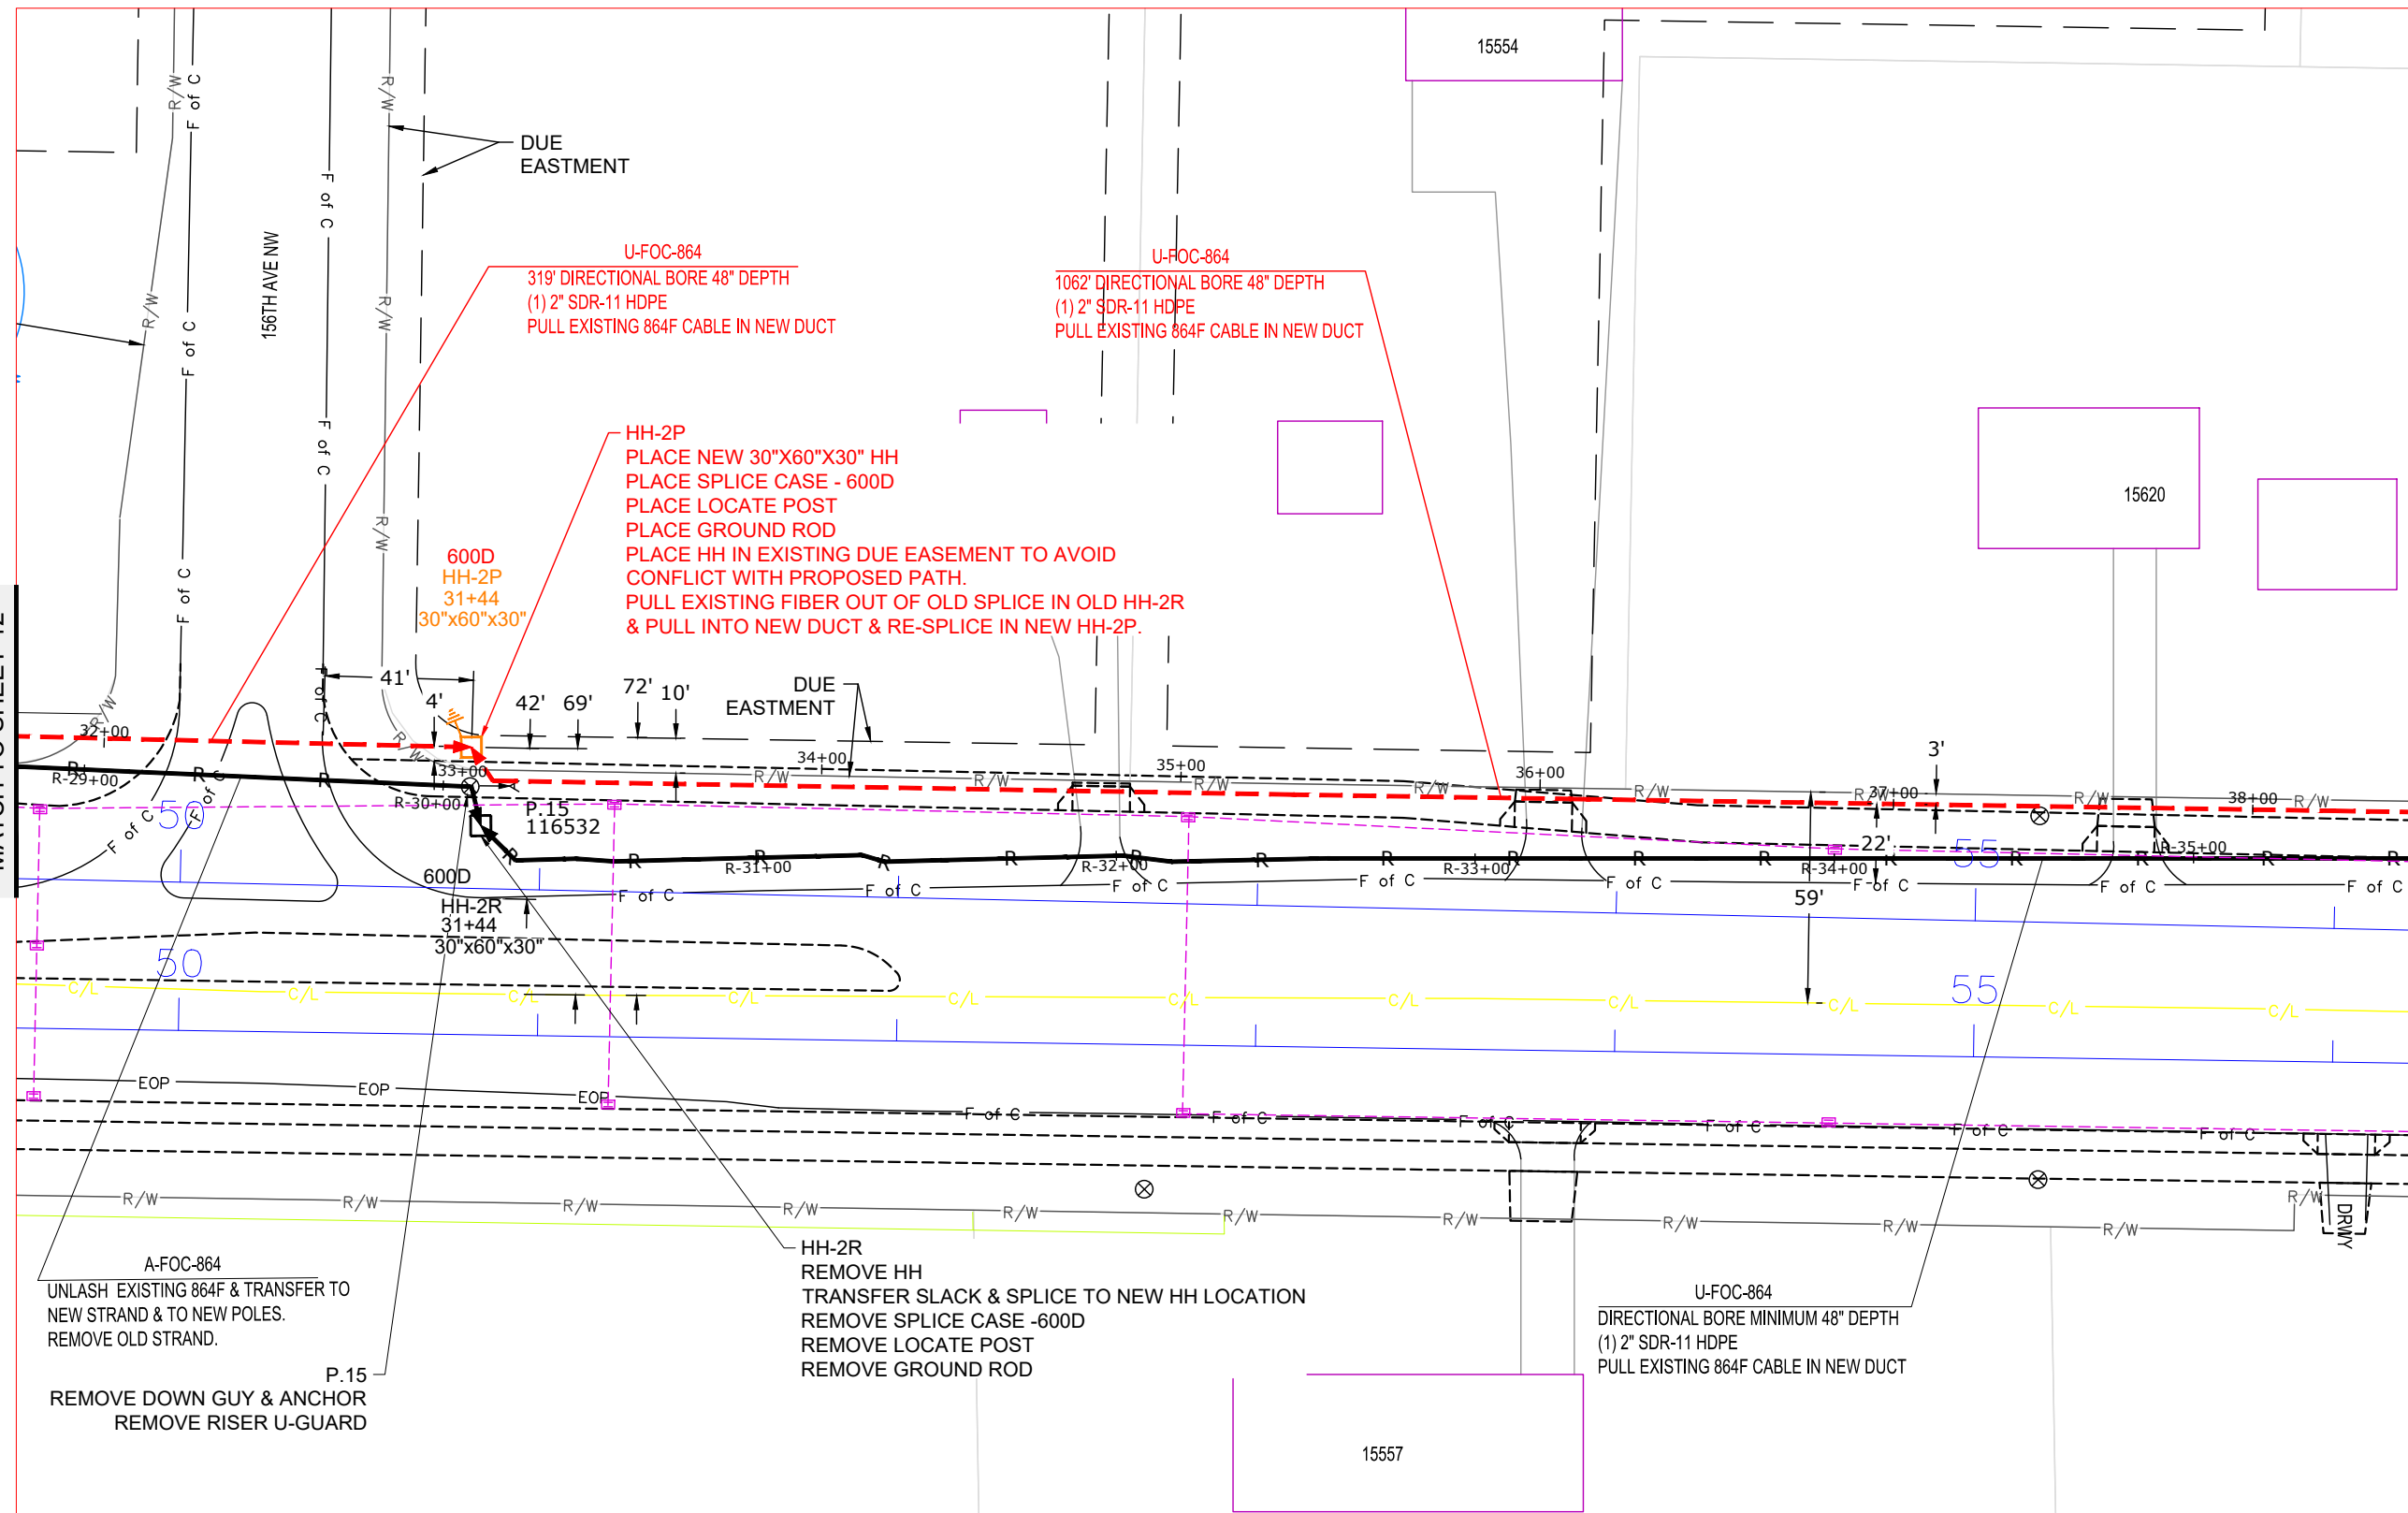 15554
DUE
EASTMENT
156TH AVE NW
R/W
F of C
U-FOC-864
319' DIRECTIONAL BORE 48" DEPTH
(1) 2" SDR-11 HDPE
PULL EXISTING 864F CABLE IN NEW DUCT
U-FOC-864
1062' DIRECTIONAL BORE 48" DEPTH
(1) 2" SDR-11 HDPE
PULL EXISTING 864F CABLE IN NEW DUCT
HH-2P
PLACE NEW 30"X60"X30" HH
PLACE SPLICE CASE - 600D
PLACE LOCATE POST
PLACE GROUND ROD
PLACE HH IN EXISTING DUE EASEMENT TO AVOID
CONFLICT WITH PROPOSED PATH.
PULL EXISTING FIBER OUT OF OLD SPLICE IN OLD HH-2R
& PULL INTO NEW DUCT & RE-SPLICE IN NEW HH-2P.
15620
600D
HH-2P
31+44
30"x60"x30"
41'
4'
42'
69'
72'
10'
DUE
EASTMENT
3'
32+00
33+00
34+00
35+00
36+00
37+00
38+00
R-29+00
R-30+00
R-31+00
R-32+00
R-33+00
R-34+00
R-35+00
P.15
116532
22'
59'
50
55
600D
HH-2R
31+44
30"x60"x30"
50
55
C/L
EOP
EOP
EOP
F of C
R/W
DRWY
A-FOC-864
UNLASH EXISTING 864F & TRANSFER TO
NEW STRAND & TO NEW POLES.
REMOVE OLD STRAND.
P.15
REMOVE DOWN GUY & ANCHOR
REMOVE RISER U-GUARD
HH-2R
REMOVE HH
TRANSFER SLACK & SPLICE TO NEW HH LOCATION
REMOVE SPLICE CASE -600D
REMOVE LOCATE POST
REMOVE GROUND ROD
U-FOC-864
DIRECTIONAL BORE MINIMUM 48" DEPTH
(1) 2" SDR-11 HDPE
PULL EXISTING 864F CABLE IN NEW DUCT
15557